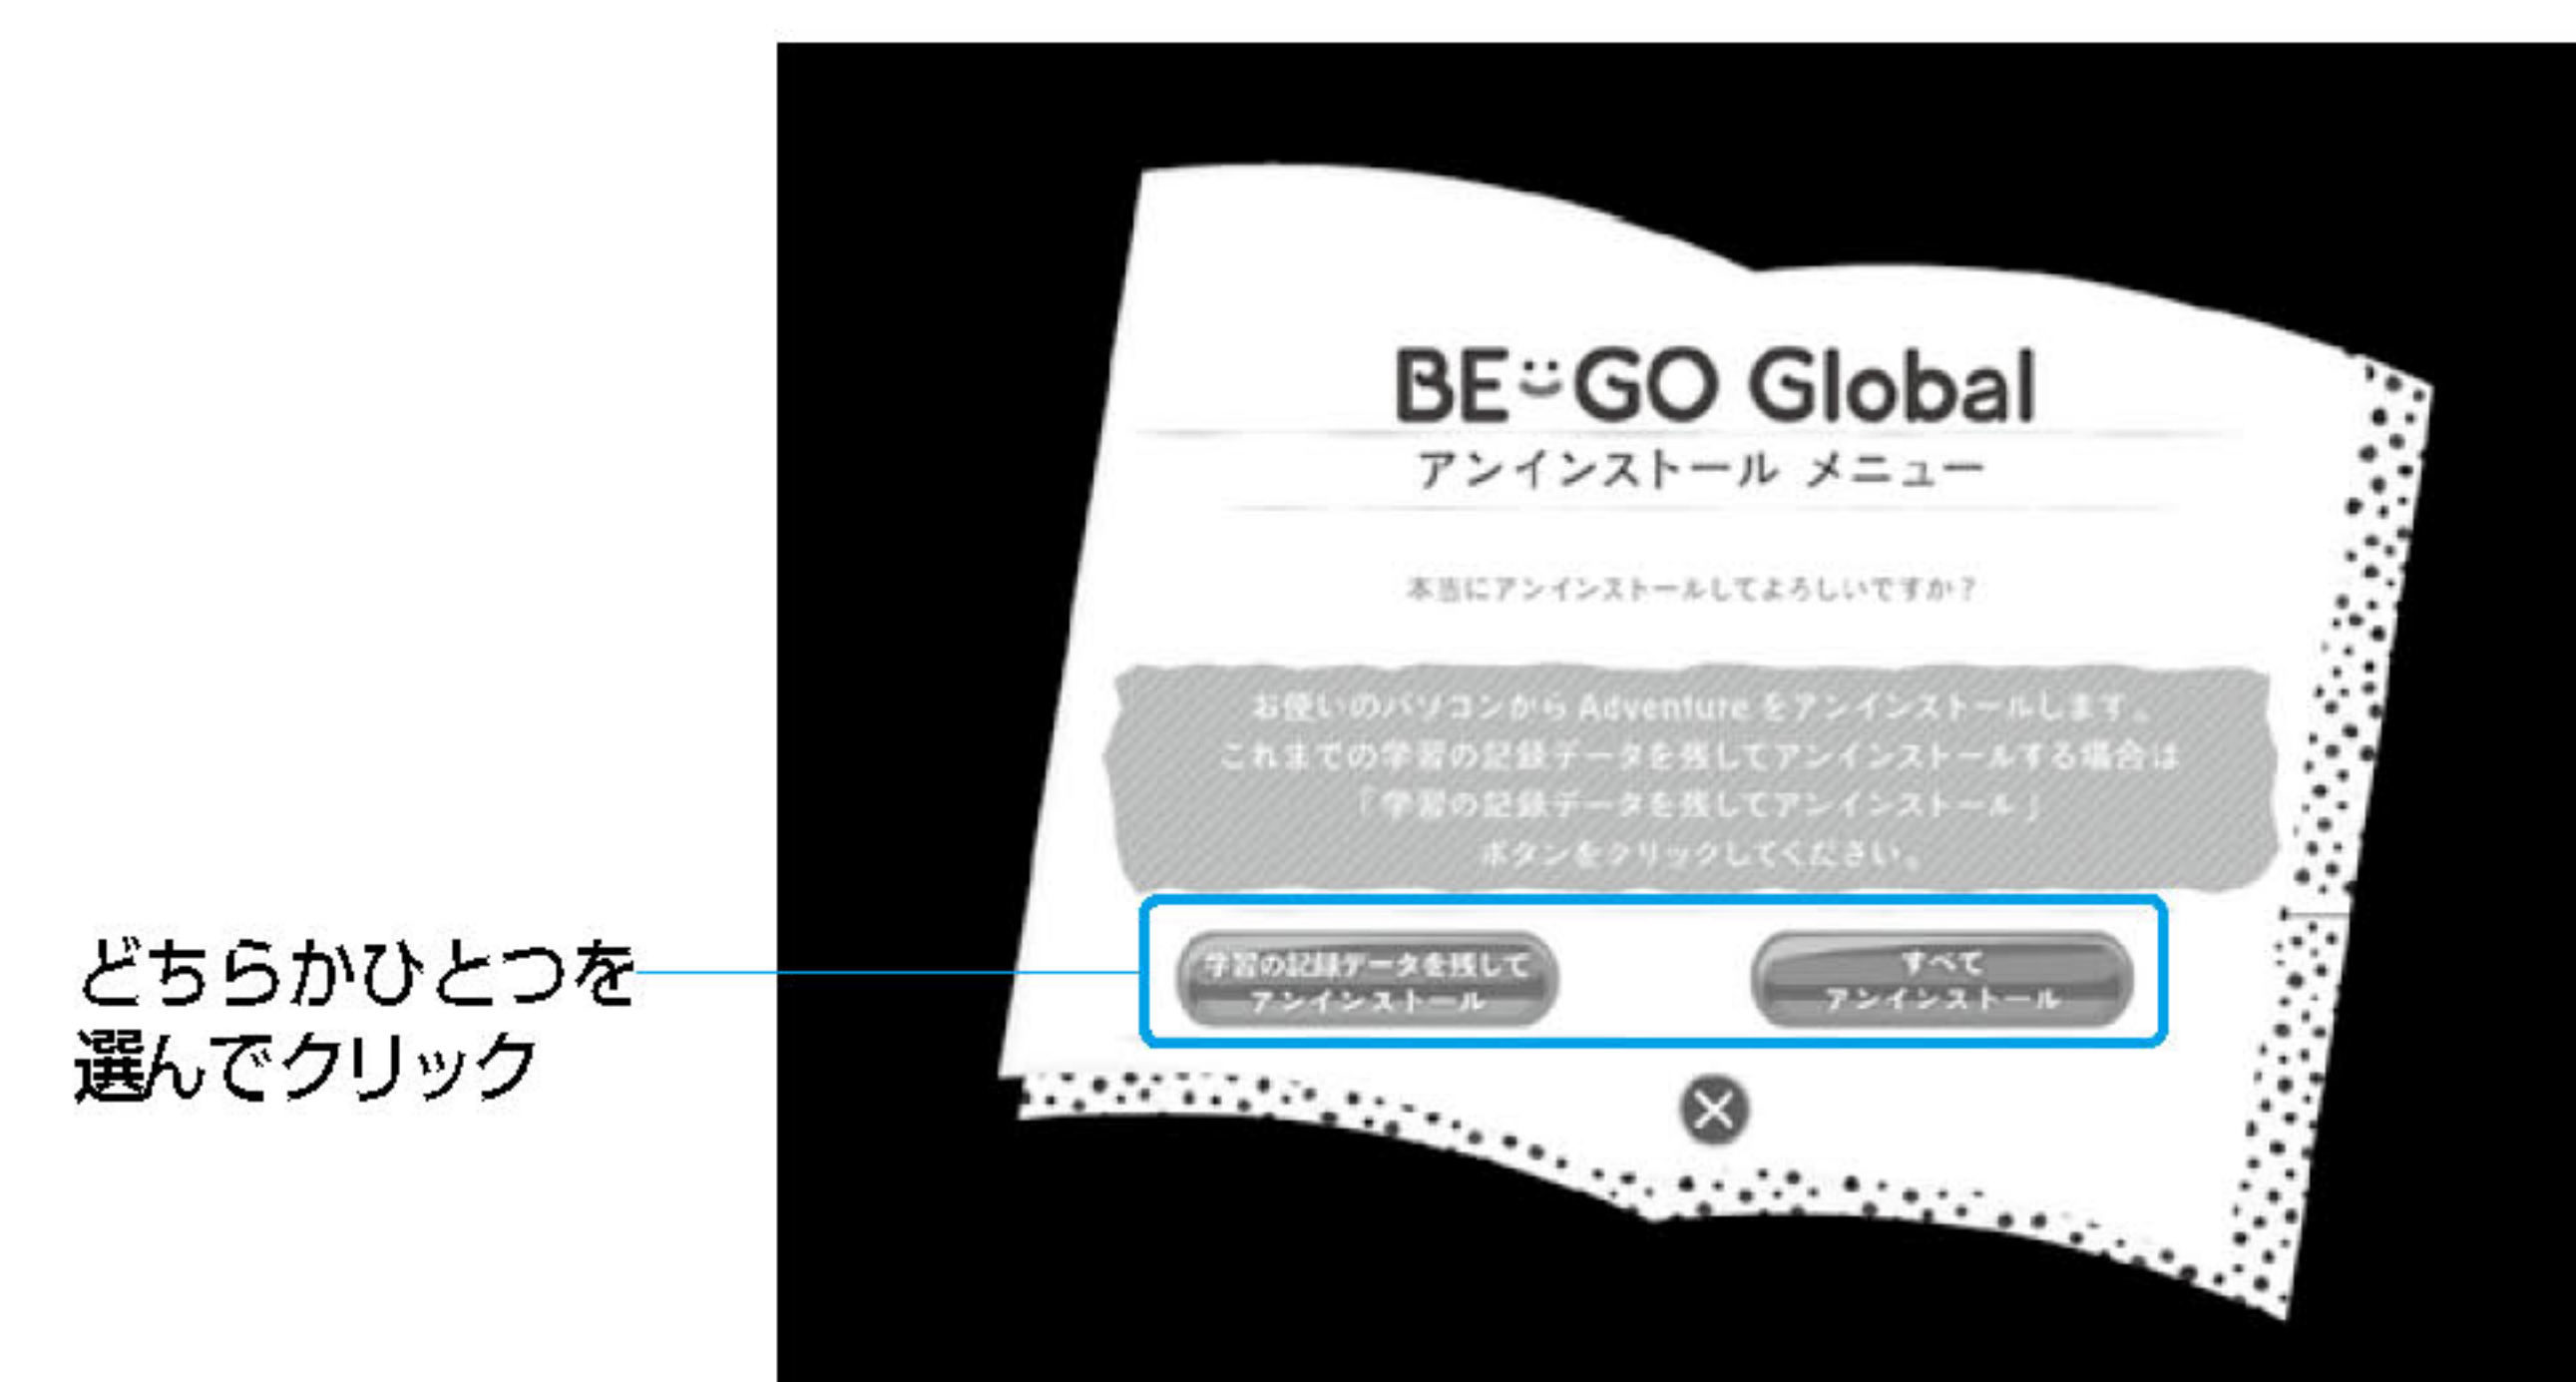 BE GO Global
アンインストール メニュー
本当にアンインストールしてよろしいですか？
お使いのパソコンから Adventure をアンインストールします。
これまでの学習の記録データを残してアンインストールする場合は
「学習の記録データを残してアンインストール」
ボタンをクリックしてください。
どちらかひとつを
選んでクリック
学習の記録データを残して
アンインストール
すべて
アンインストール